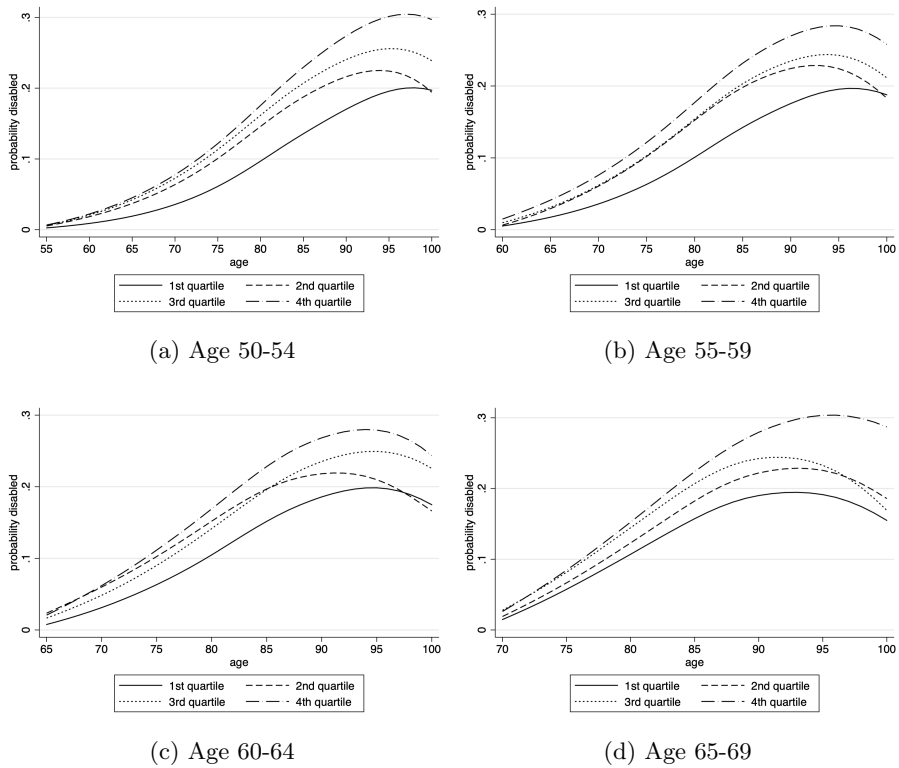 probability disabled
0 .1 .2 .3
55 60 65 70 75 80 85 90 95 100
age
1st quartile 2nd quartile
3rd quartile 4th quartile
(a) Age 50-54
probability disabled
0 .1 .2 .3
60 65 70 75 80 85 90 95 100
age
1st quartile 2nd quartile
3rd quartile 4th quartile
(b) Age 55-59
probability disabled
0 .1 .2 .3
65 70 75 80 85 90 95 100
age
1st quartile 2nd quartile
3rd quartile 4th quartile
(c) Age 60-64
probability disabled
0 .1 .2 .3
70 75 80 85 90 95 100
age
1st quartile 2nd quartile
3rd quartile 4th quartile
(d) Age 65-69